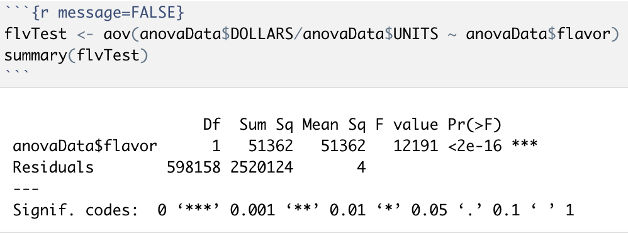 ```{r message=FALSE}
flvTest <- aov(anovaData$DOLLARS/anovaData$UNITS ~ anovaData$flavor)
summary(flvTest)
```
                     Df  Sum Sq Mean Sq F value Pr(>F)
anovaData$flavor      1   51362   51362   12191 <2e-16 ***
Residuals        598158 2520124       4
---
Signif. codes:  0 ‘***’ 0.001 ‘**’ 0.01 ‘*’ 0.05 ‘.’ 0.1 ‘ ’ 1